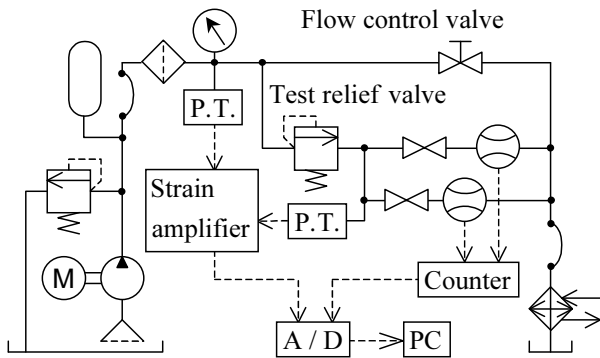 Flow control valve
P.T.
Test relief valve
Strain
amplifier
P.T.
M
Counter
A / D
PC